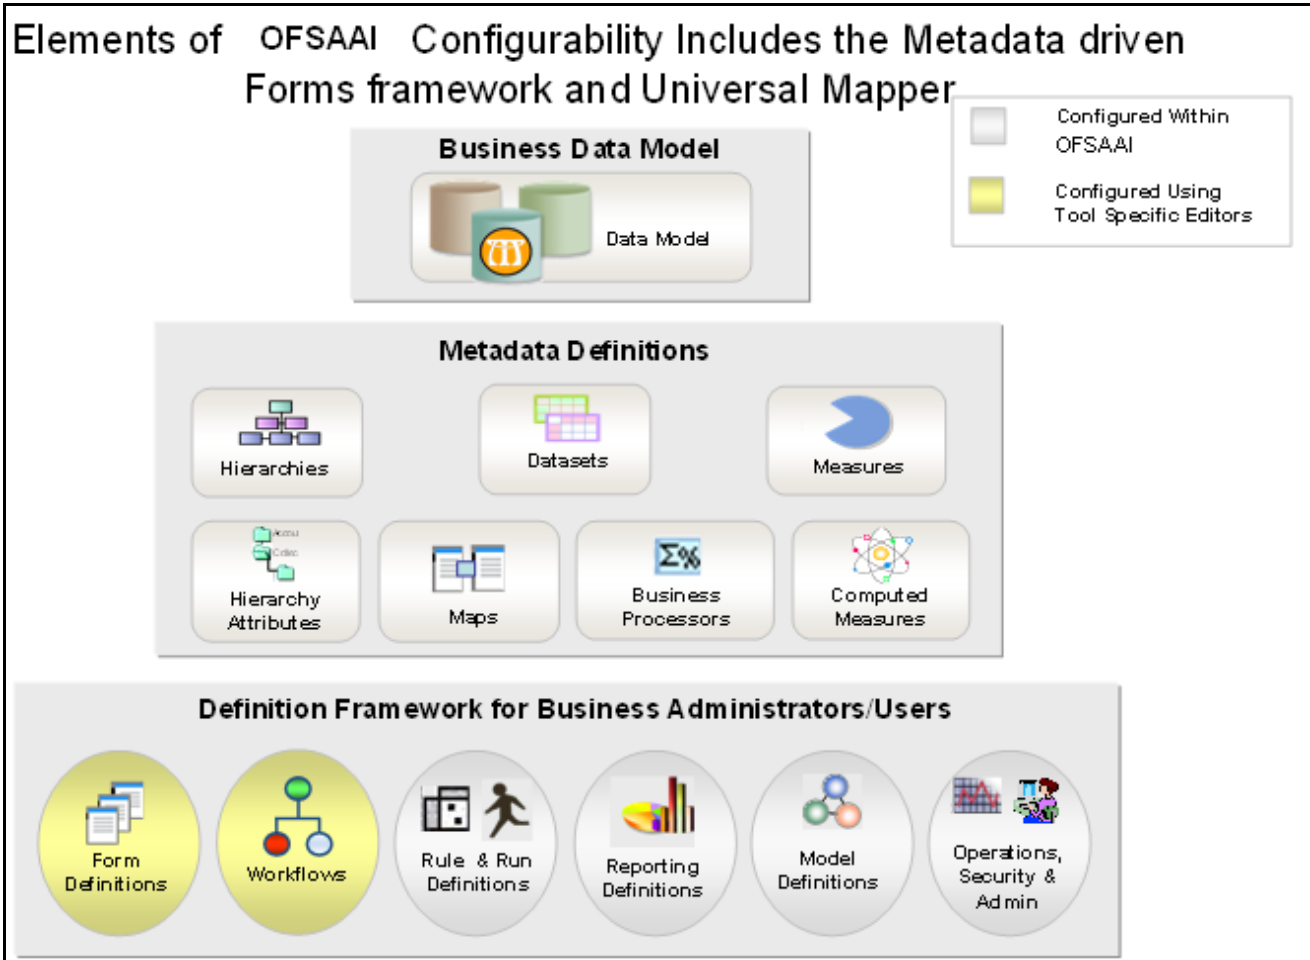 Elements of OFSAAI Configurability Includes the Metadata driven
Forms framework and Universal Mapper
Configured Within
OFSAAI
Configured Using
Tool Specific Editors
Business Data Model
Data Model
Metadata Definitions
Hierarchies
Datasets
Measures
Accou
Collec
Hierarchy
Attributes
Maps
Σ%
Business
Processors
Computed
Measures
Definition Framework for Business Administrators/Users
Form
Definitions
Workflows
Rule & Run
Definitions
Reporting
Definitions
Model
Definitions
Operations,
Security &
Admin